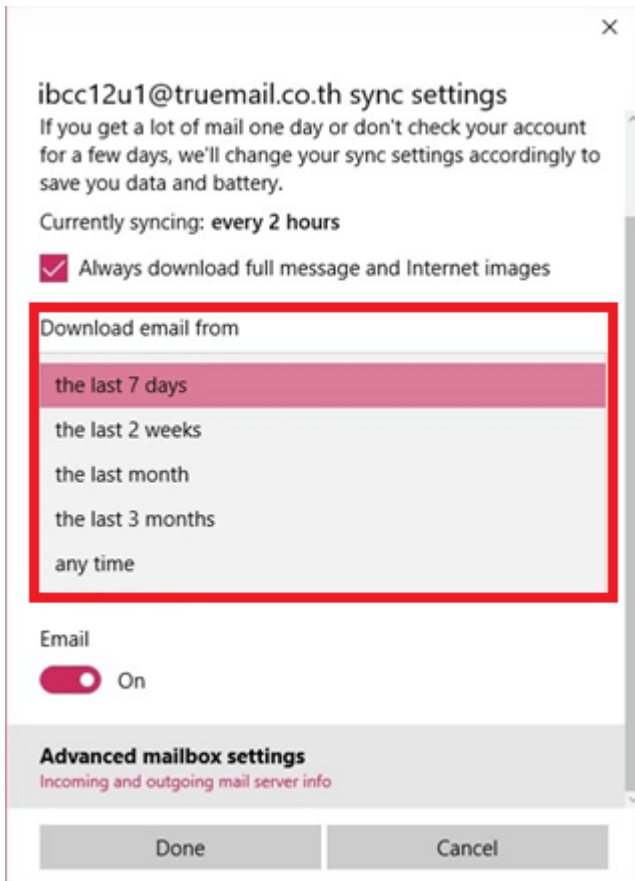 ibcc12u1@truemail.co.th sync settings
If you get a lot of mail one day or don't check your account
for a few days, we'll change your sync settings accordingly to
save you data and battery.
Currently syncing: every 2 hours
Always download full message and Internet images
Download email from
the last 7 days
the last 2 weeks
the last month
the last 3 months
any time
Email
On
Advanced mailbox settings
Incoming and outgoing mail server info
Done Cancel